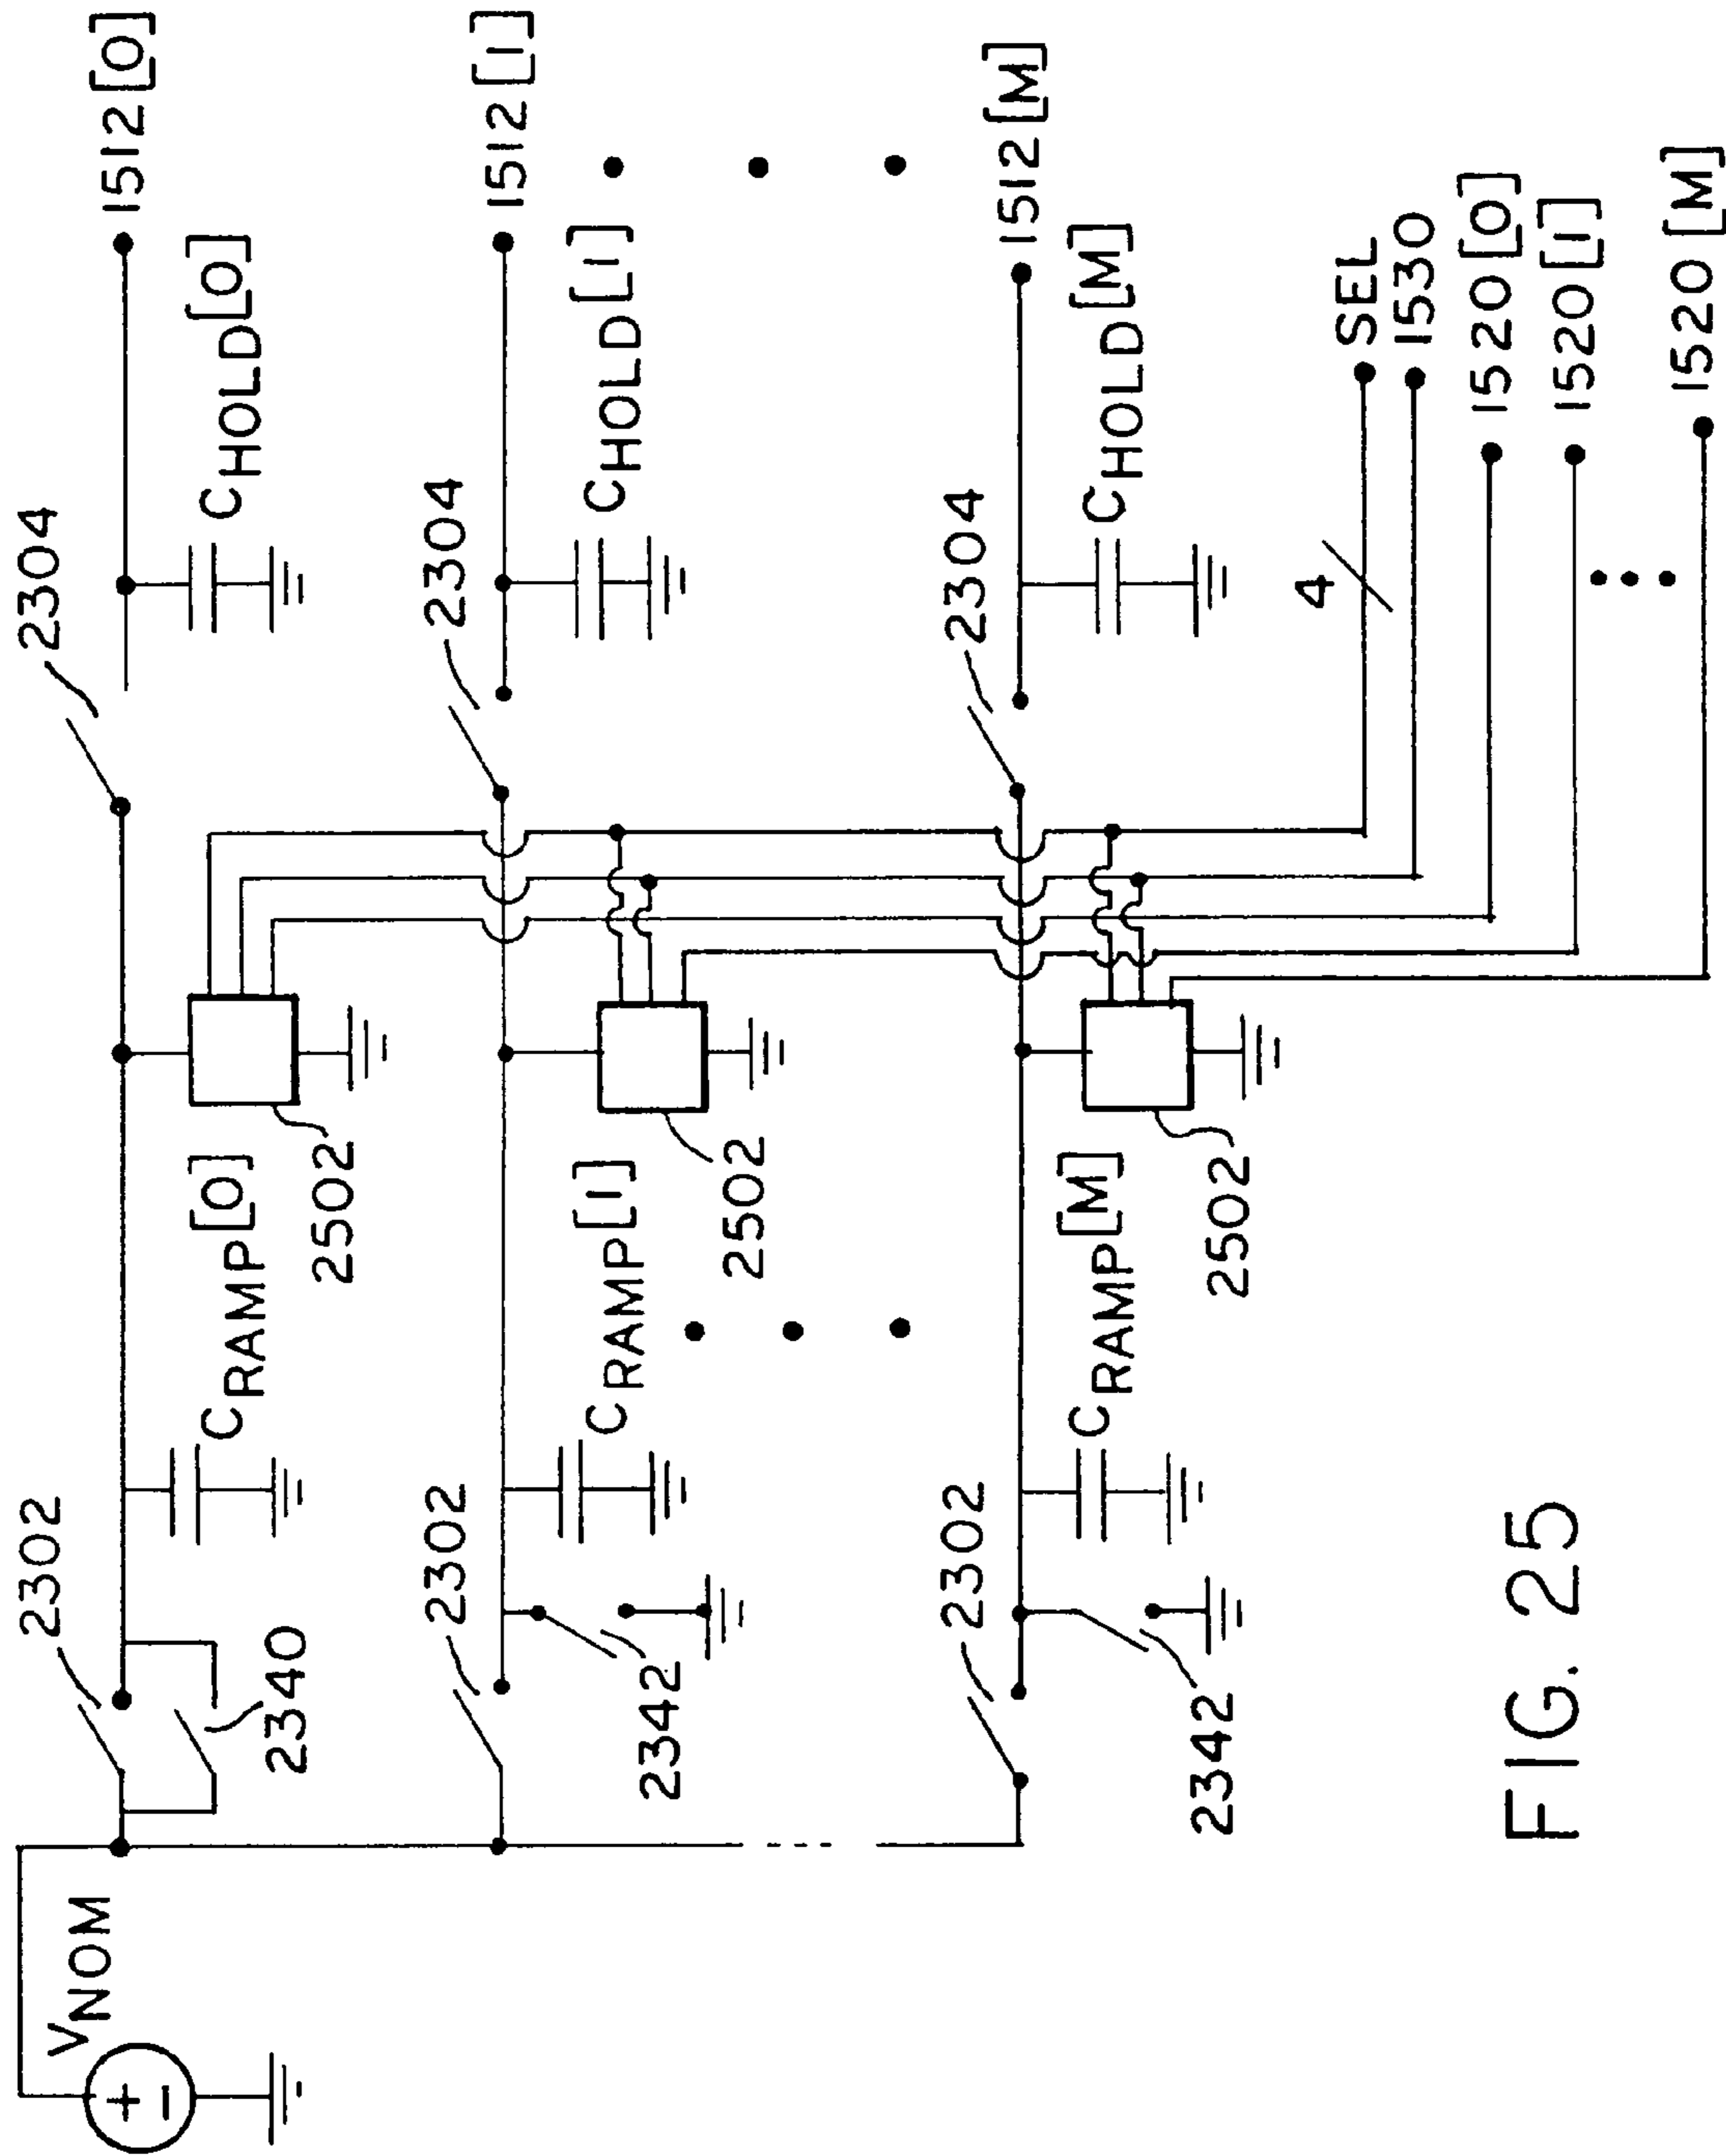 2302
2304
VNOM
1512[0]
CRAMP[0]
CHOLD[0]
2340
2502
2302
2304
1512[1]
CRAMP[1]
CHOLD[1]
2342
2502
2302
2304
1512[M]
CRAMP[M]
CHOLD[M]
2342
2502
4
SEL
1530
1520[0]
1520[1]
1520[M]
FIG. 25